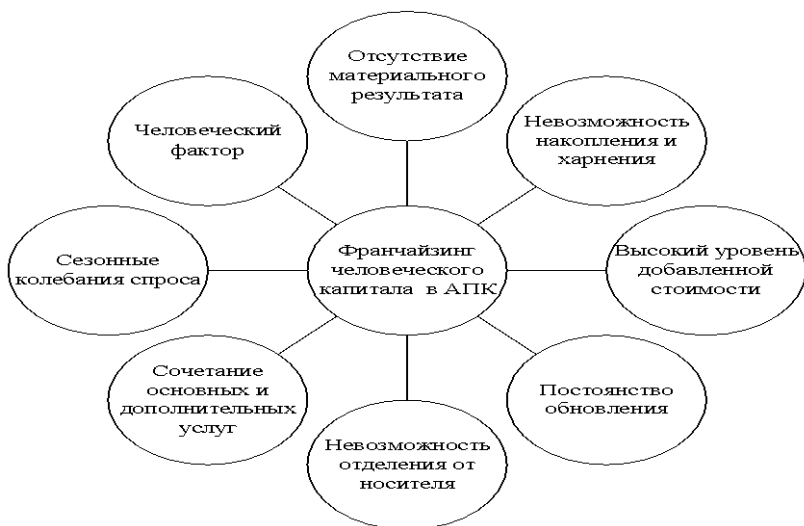 Отсутствие
материального
результата
Человеческий
фактор
Невозможность
накопления и
харнения
Сезонные
колебания спроса
Франчайзинг
человеческого
капитала в АПК
Высокий уровень
добавленной
стоимости
Сочетание
основных и
дополнительных
услуг
Постоянство
обновления
Невозможность
отделения от
носителя